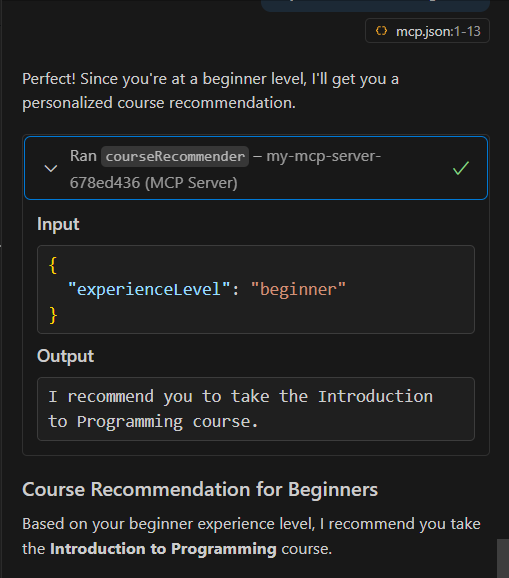 mcp.json:1-13
Perfect! Since you're at a beginner level, I'll get you a
personalized course recommendation.
Ran courseRecommender – my-mcp-server-
678ed436 (MCP Server)
Input
{
"experienceLevel": "beginner"
}
Output
I recommend you to take the Introduction
to Programming course.
Course Recommendation for Beginners
Based on your beginner experience level, I recommend you take
the Introduction to Programming course.